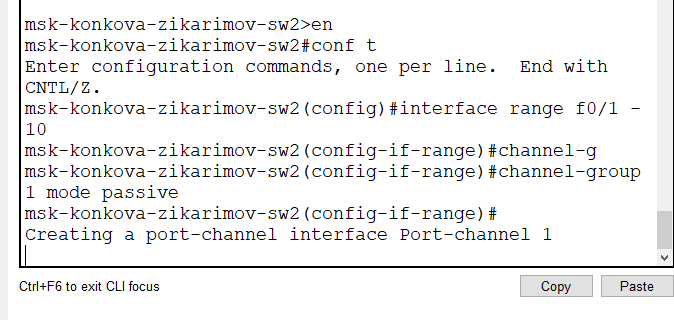 msk-konkova-zikarimov-sw2>en
msk-konkova-zikarimov-sw2#conf t
Enter configuration commands, one per line.  End with
CNTL/Z.
msk-konkova-zikarimov-sw2(config)#interface range f0/1 -
10
msk-konkova-zikarimov-sw2(config-if-range)#channel-g
msk-konkova-zikarimov-sw2(config-if-range)#channel-group
1 mode passive
msk-konkova-zikarimov-sw2(config-if-range)#
Creating a port-channel interface Port-channel 1
Ctrl+F6 to exit CLI focus
Copy
Paste